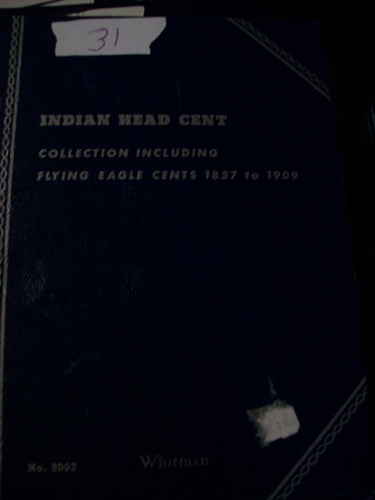 31
INDIAN HEAD CENT
COLLECTION INCLUDING
FLYING EAGLE CENTS 1857 to 1909
No. 9003
Whitman